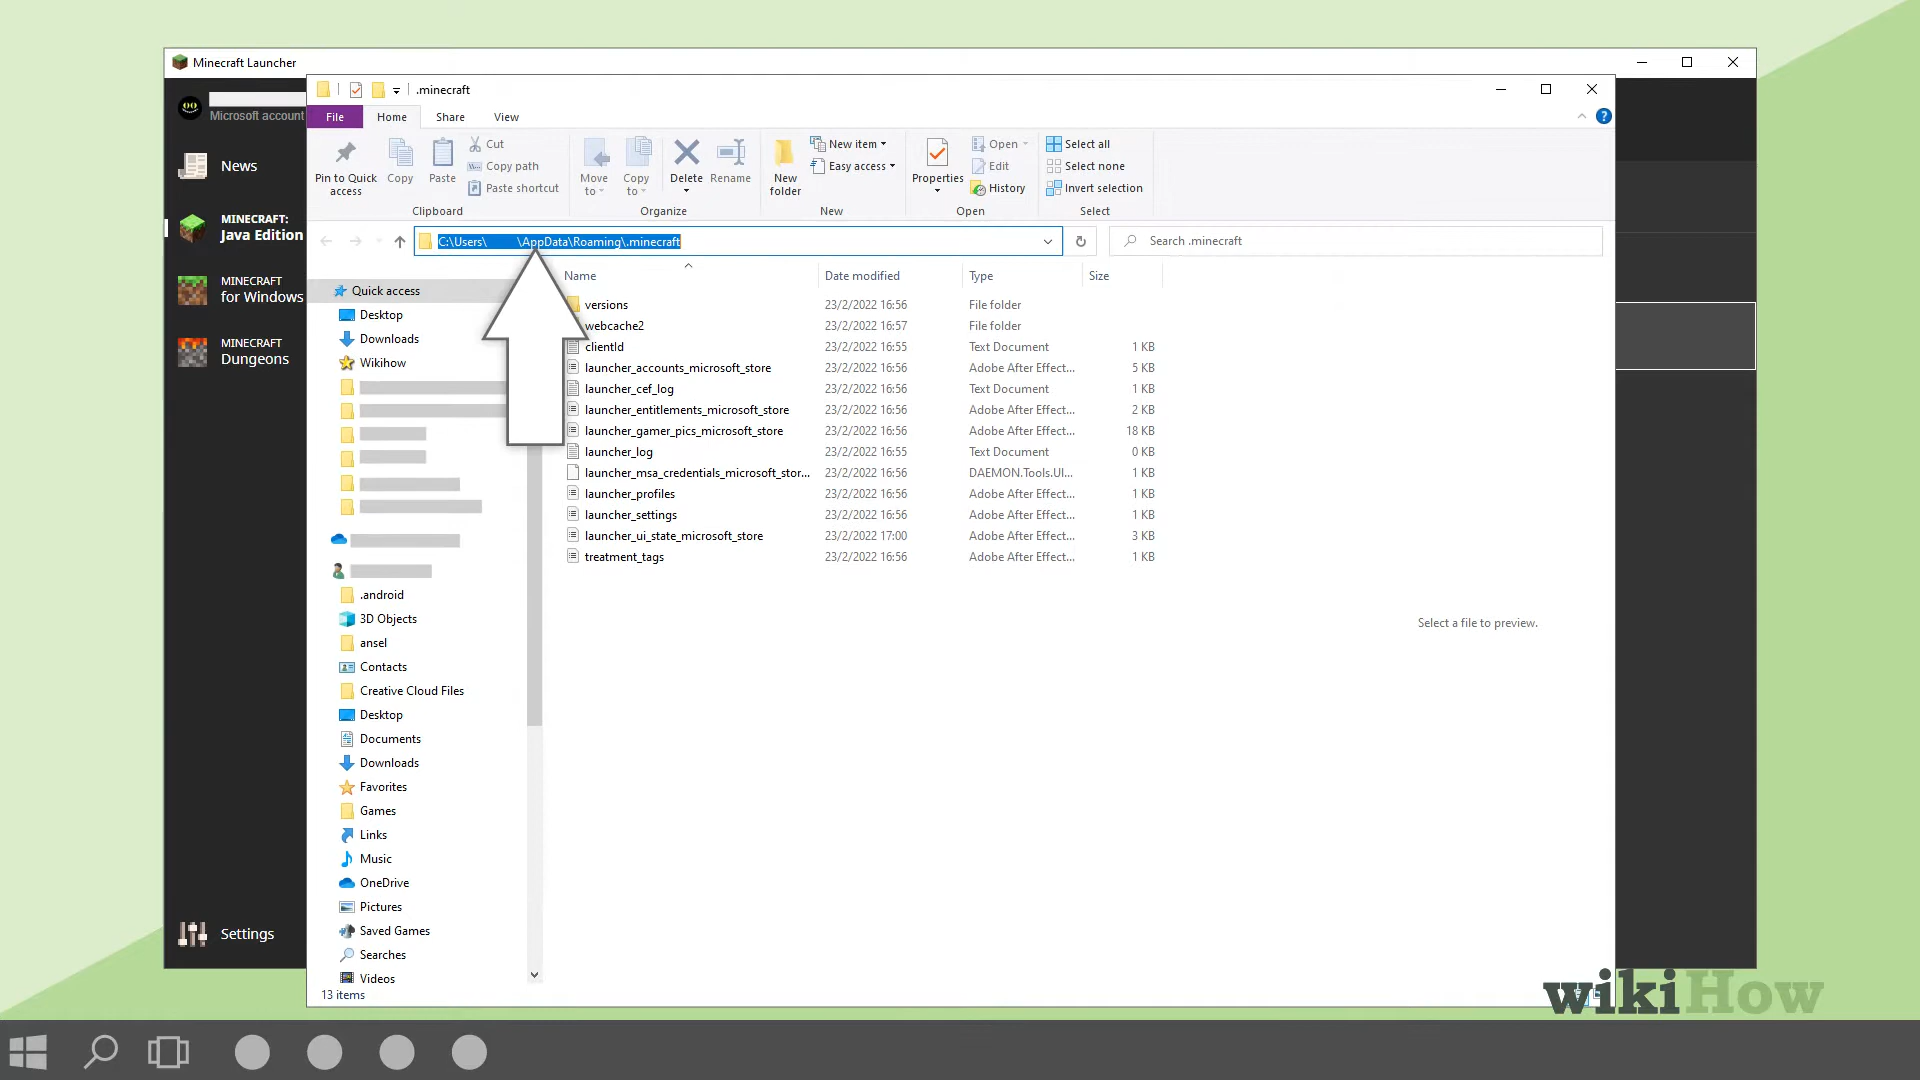 Minecraft Launcher
Microsoft account
News
MINECRAFT:
Java Edition
MINECRAFT
for Windows
MINECRAFT
Dungeons
Settings
.minecraft
File Home Share View
?
Pin to Quick access
Copy
Paste
Cut
Copy path
Paste shortcut
Clipboard
Move to
Copy to
Delete
Rename
Organize
New folder
New item
Easy access
New
Properties
Open
Edit
History
Open
Select all
Select none
Invert selection
Select
C:\Users\ \AppData\Roaming\.minecraft
Search .minecraft
Quick access
Desktop
Downloads
Wikihow
.android
3D Objects
ansel
Contacts
Creative Cloud Files
Desktop
Documents
Downloads
Favorites
Games
Links
Music
OneDrive
Pictures
Saved Games
Searches
Videos
Name Date modified Type Size
versions 23/2/2022 16:56 File folder
webcache2 23/2/2022 16:57 File folder
clientId 23/2/2022 16:55 Text Document 1 KB
launcher_accounts_microsoft_store 23/2/2022 16:56 Adobe After Effect... 5 KB
launcher_cef_log 23/2/2022 16:56 Text Document 1 KB
launcher_entitlements_microsoft_store 23/2/2022 16:56 Adobe After Effect... 2 KB
launcher_gamer_pics_microsoft_store 23/2/2022 16:56 Adobe After Effect... 18 KB
launcher_log 23/2/2022 16:55 Text Document 0 KB
launcher_msa_credentials_microsoft_stor... 23/2/2022 16:56 DAEMON.Tools.UI... 1 KB
launcher_profiles 23/2/2022 16:56 Adobe After Effect... 1 KB
launcher_settings 23/2/2022 16:56 Adobe After Effect... 1 KB
launcher_ui_state_microsoft_store 23/2/2022 17:00 Adobe After Effect... 3 KB
treatment_tags 23/2/2022 16:56 Adobe After Effect... 1 KB
Select a file to preview.
13 items
wikiHow